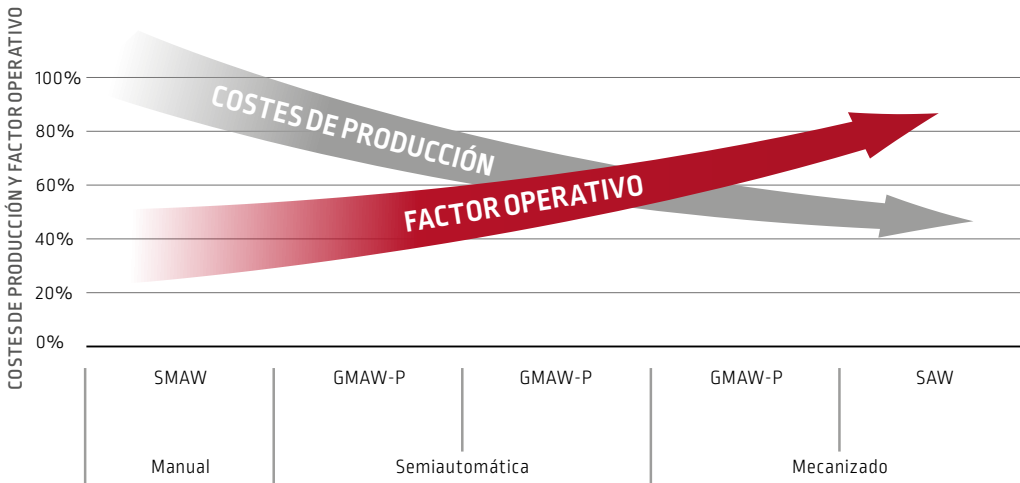 COSTES DE PRODUCCIÓN Y FACTOR OPERATIVO
100%
80%
60%
40%
20%
0%
COSTES DE PRODUCCIÓN
FACTOR OPERATIVO
SMAW GMAW-P GMAW-P GMAW-P SAW
Manual Semiautomática Mecanizado